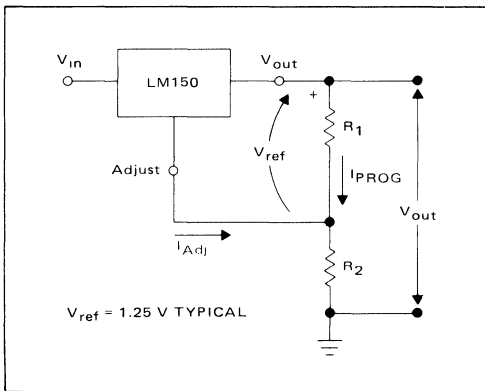 Vin
LM150
Vout
+
R1
Vref
Adjust
IPROG
Vout
IAdj
R2
Vref = 1.25 V TYPICAL